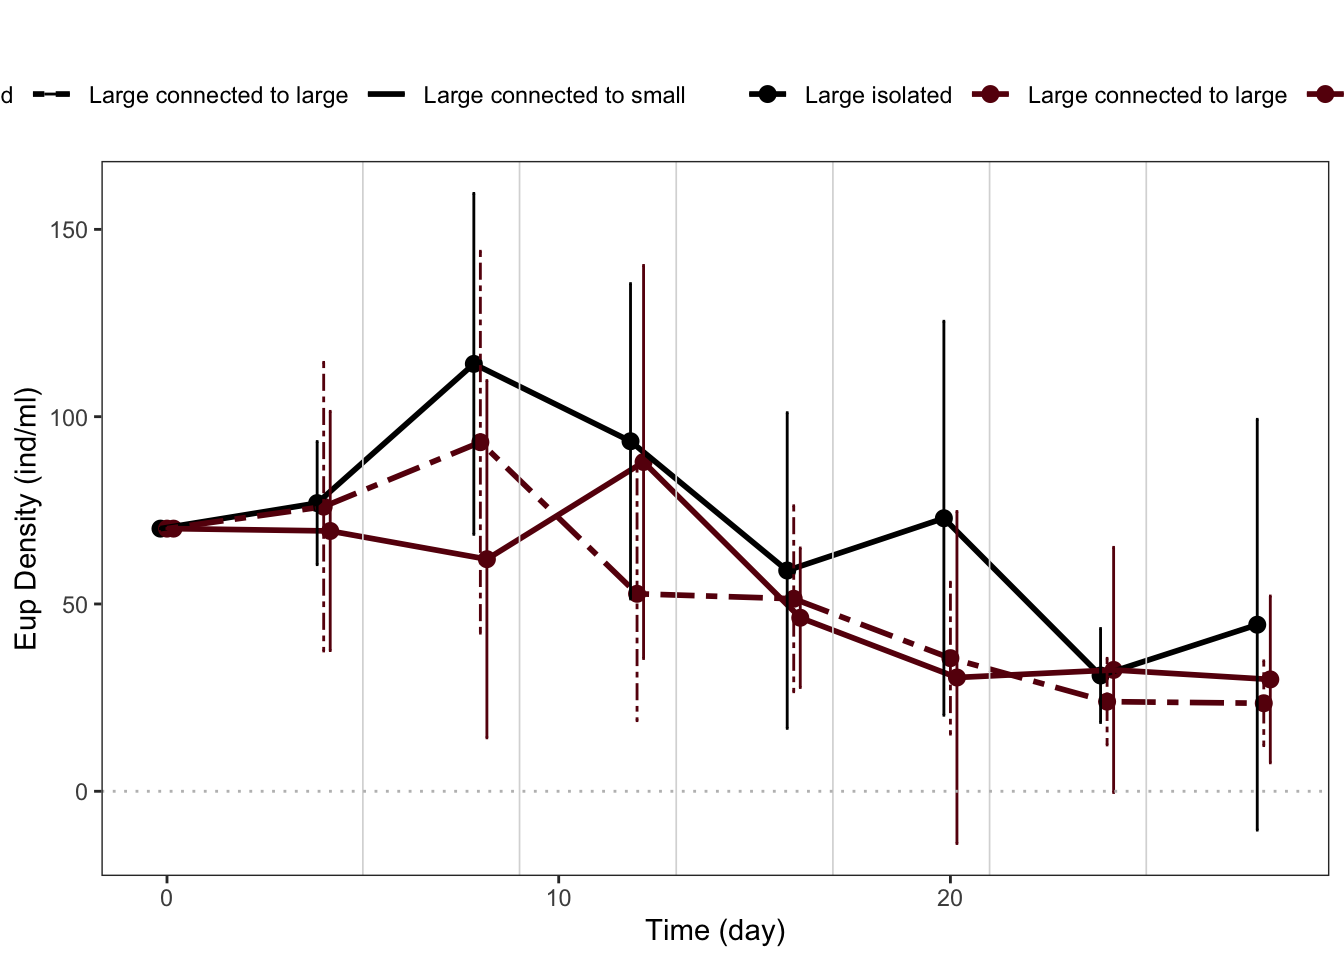 d Large connected to large Large connected to small Large isolated Large connected to large
150
100
50
0
Eup Density (ind/ml)
0 10 20
Time (day)